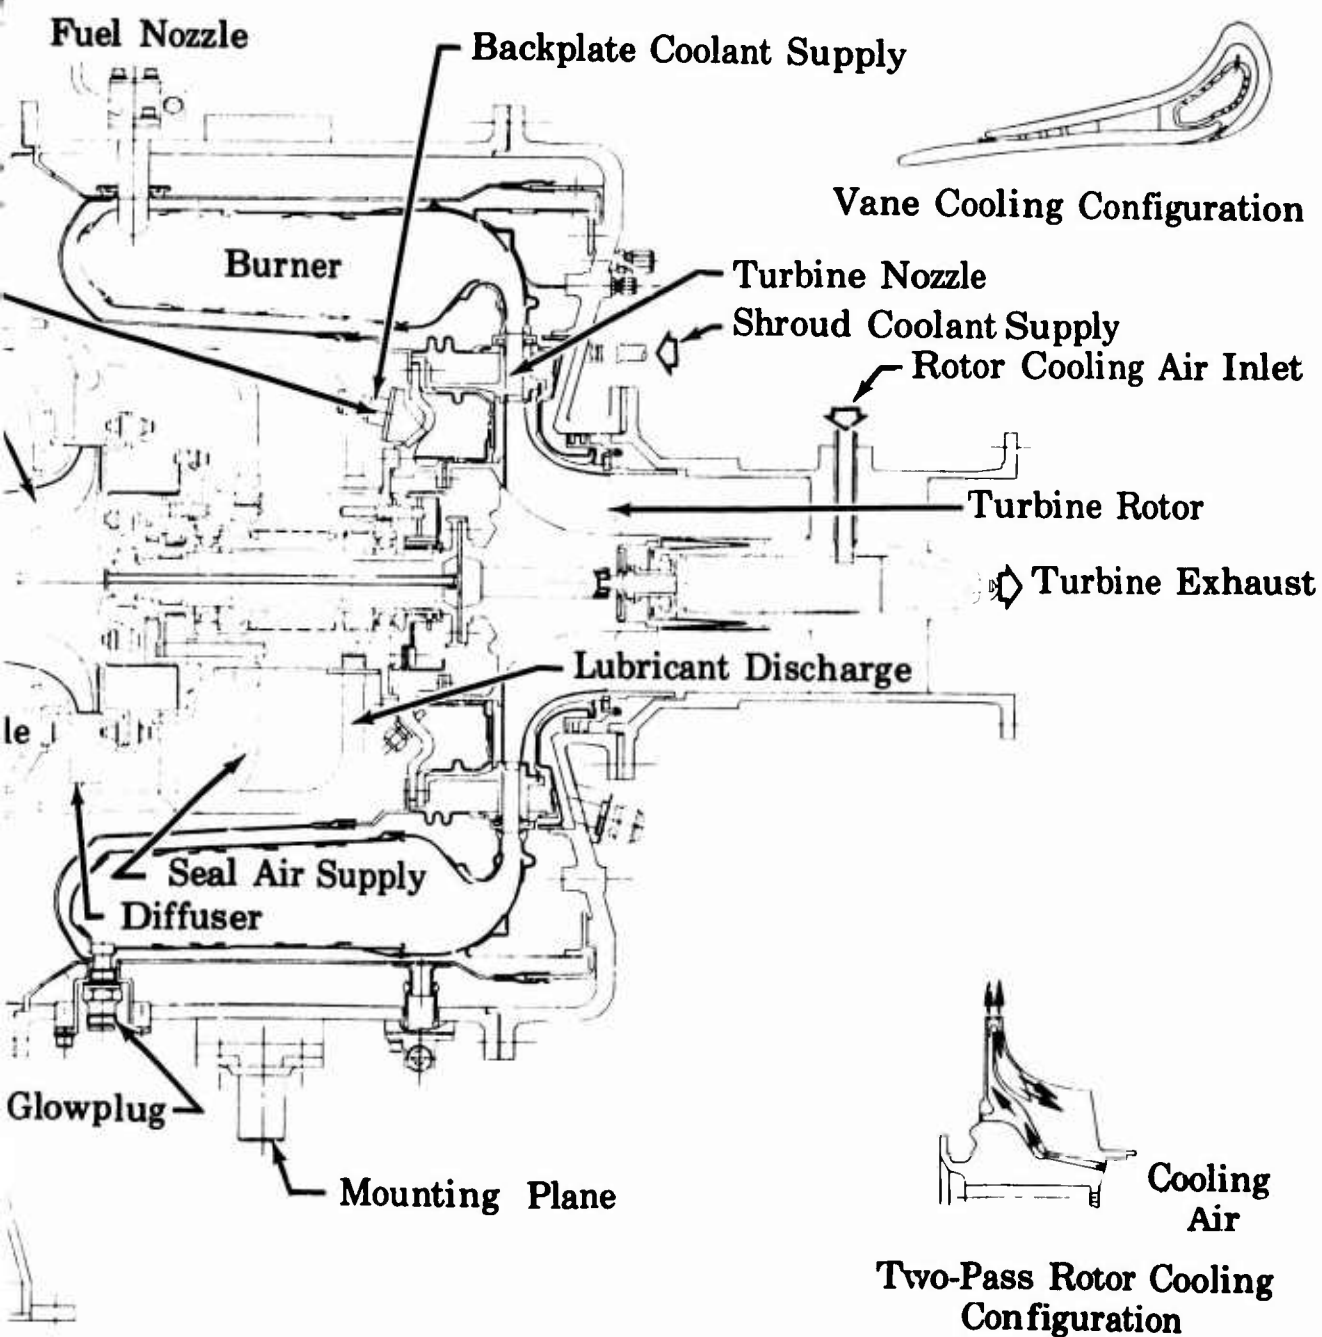 Fuel Nozzle
Backplate Coolant Supply
Vane Cooling Configuration
Burner
Turbine Nozzle
Shroud Coolant Supply
Rotor Cooling Air Inlet
Turbine Rotor
Turbine Exhaust
Lubricant Discharge
le
Seal Air Supply
Diffuser
Glowplug
Mounting Plane
Cooling
Air
Two-Pass Rotor Cooling
Configuration